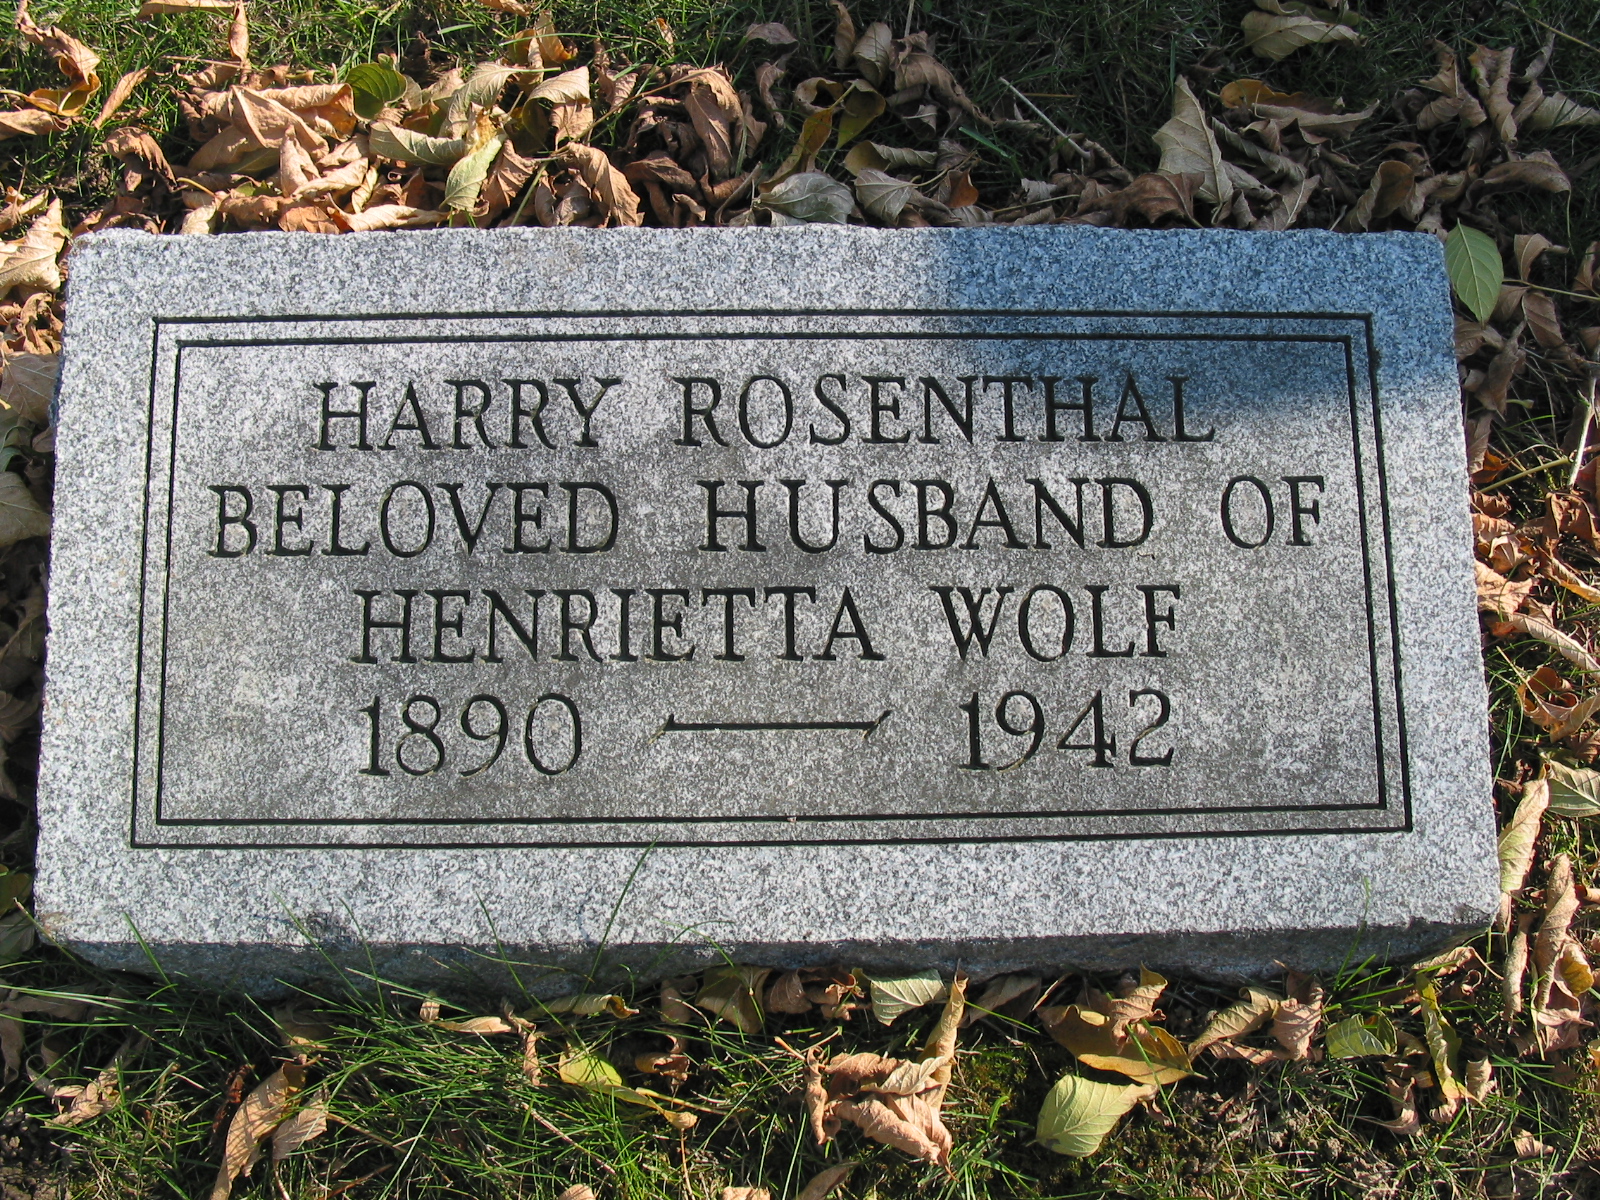 HARRY ROSENTHAL
BELOVED HUSBAND OF
HENRIETTA WOLF
1890 — 1942